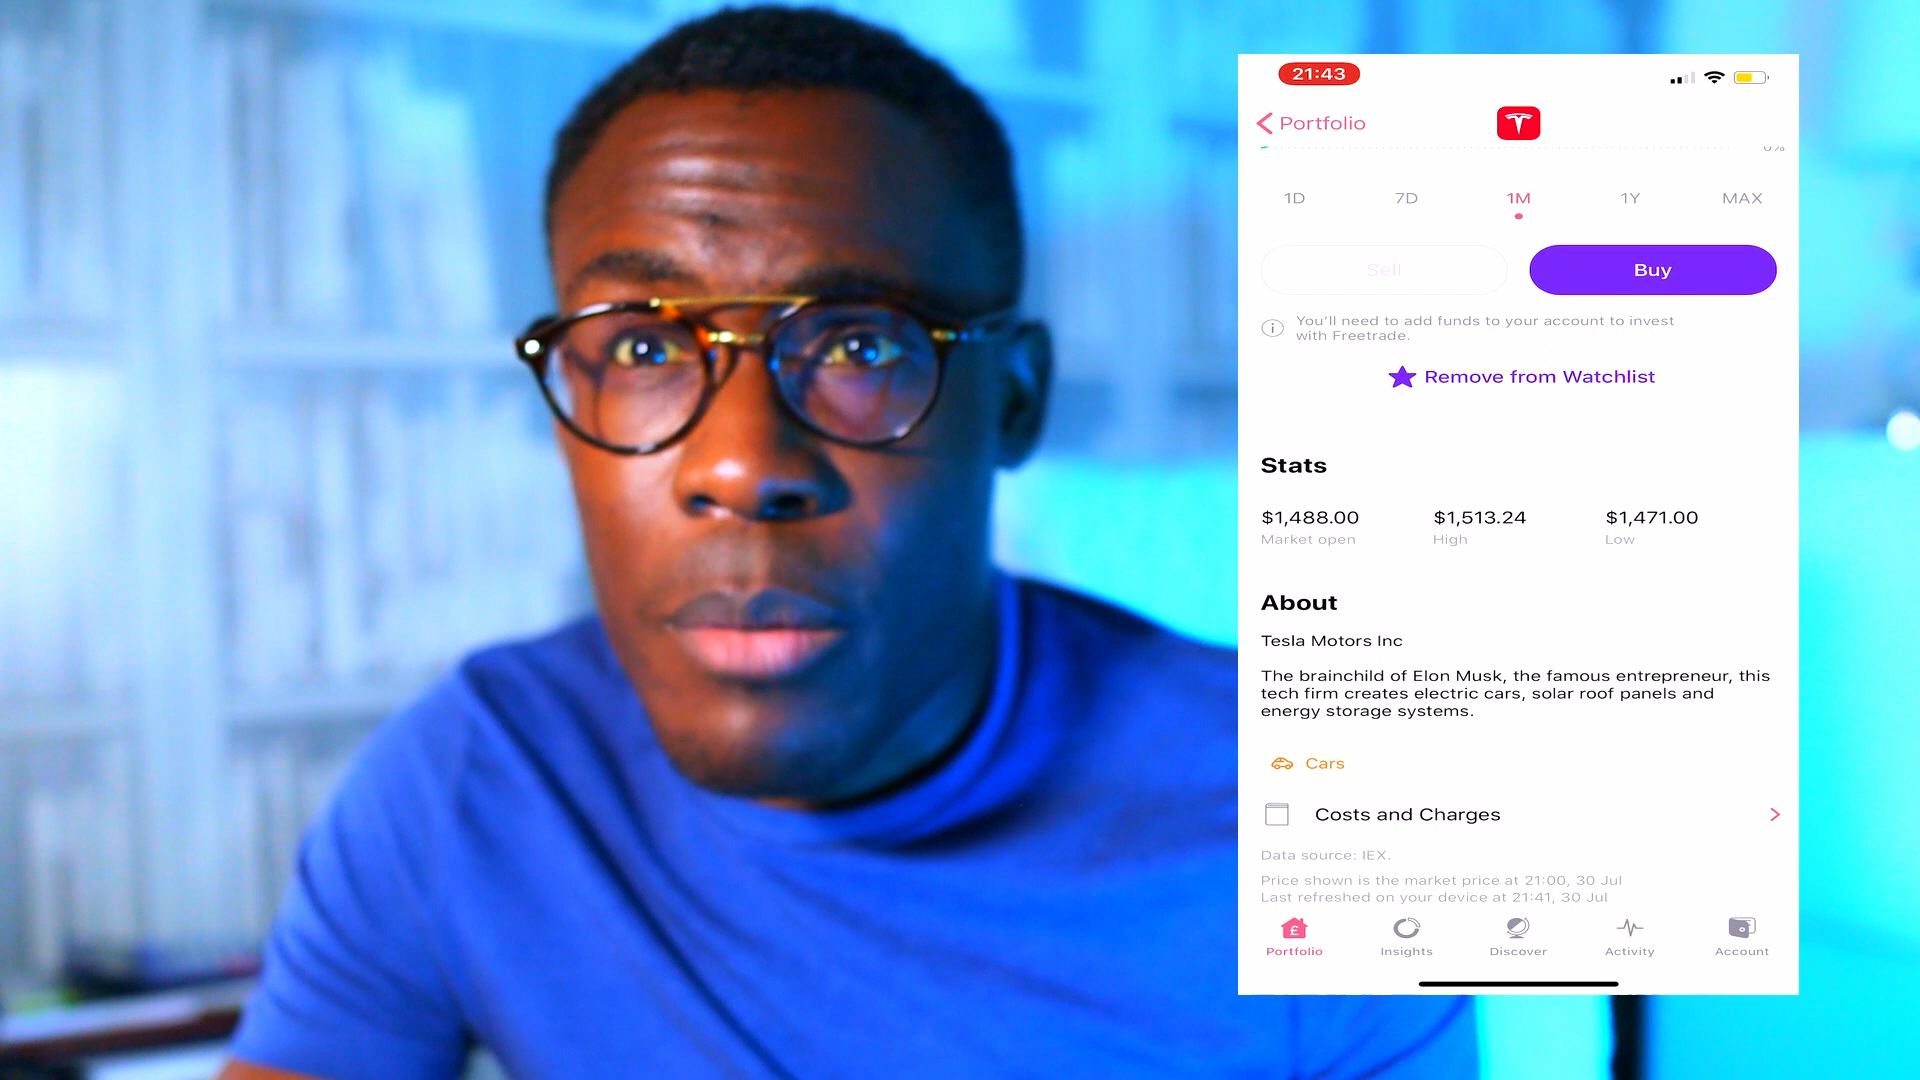 21:43
Portfolio
0%
1D 7D 1M 1Y MAX
Sell Buy
You'll need to add funds to your account to invest
with Freetrade.
Remove from Watchlist
Stats
$1,488.00 $1,513.24 $1,471.00
Market open High Low
About
Tesla Motors Inc
The brainchild of Elon Musk, the famous entrepreneur, this
tech firm creates electric cars, solar roof panels and
energy storage systems.
Cars
Costs and Charges
Data source: IEX.
Price shown is the market price at 21:00, 30 Jul
Last refreshed on your device at 21:41, 30 Jul
Portfolio Insights Discover Activity Account